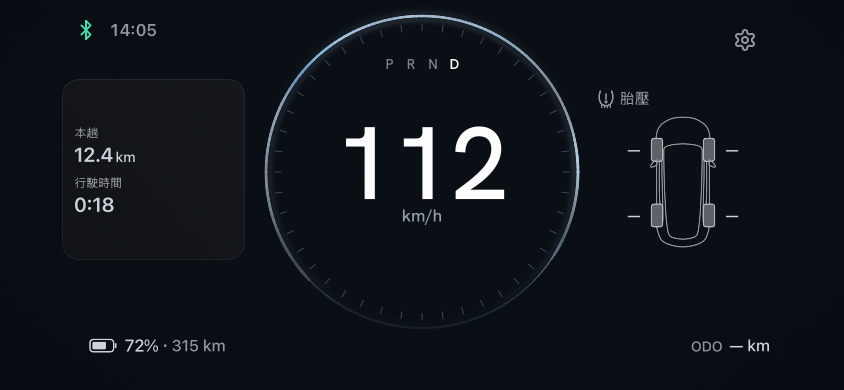 14:05
P R N D
本趟
12.4 km
行駛時間
0:18
112
km/h
胎壓
— —
— —
72% · 315 km
ODO — km